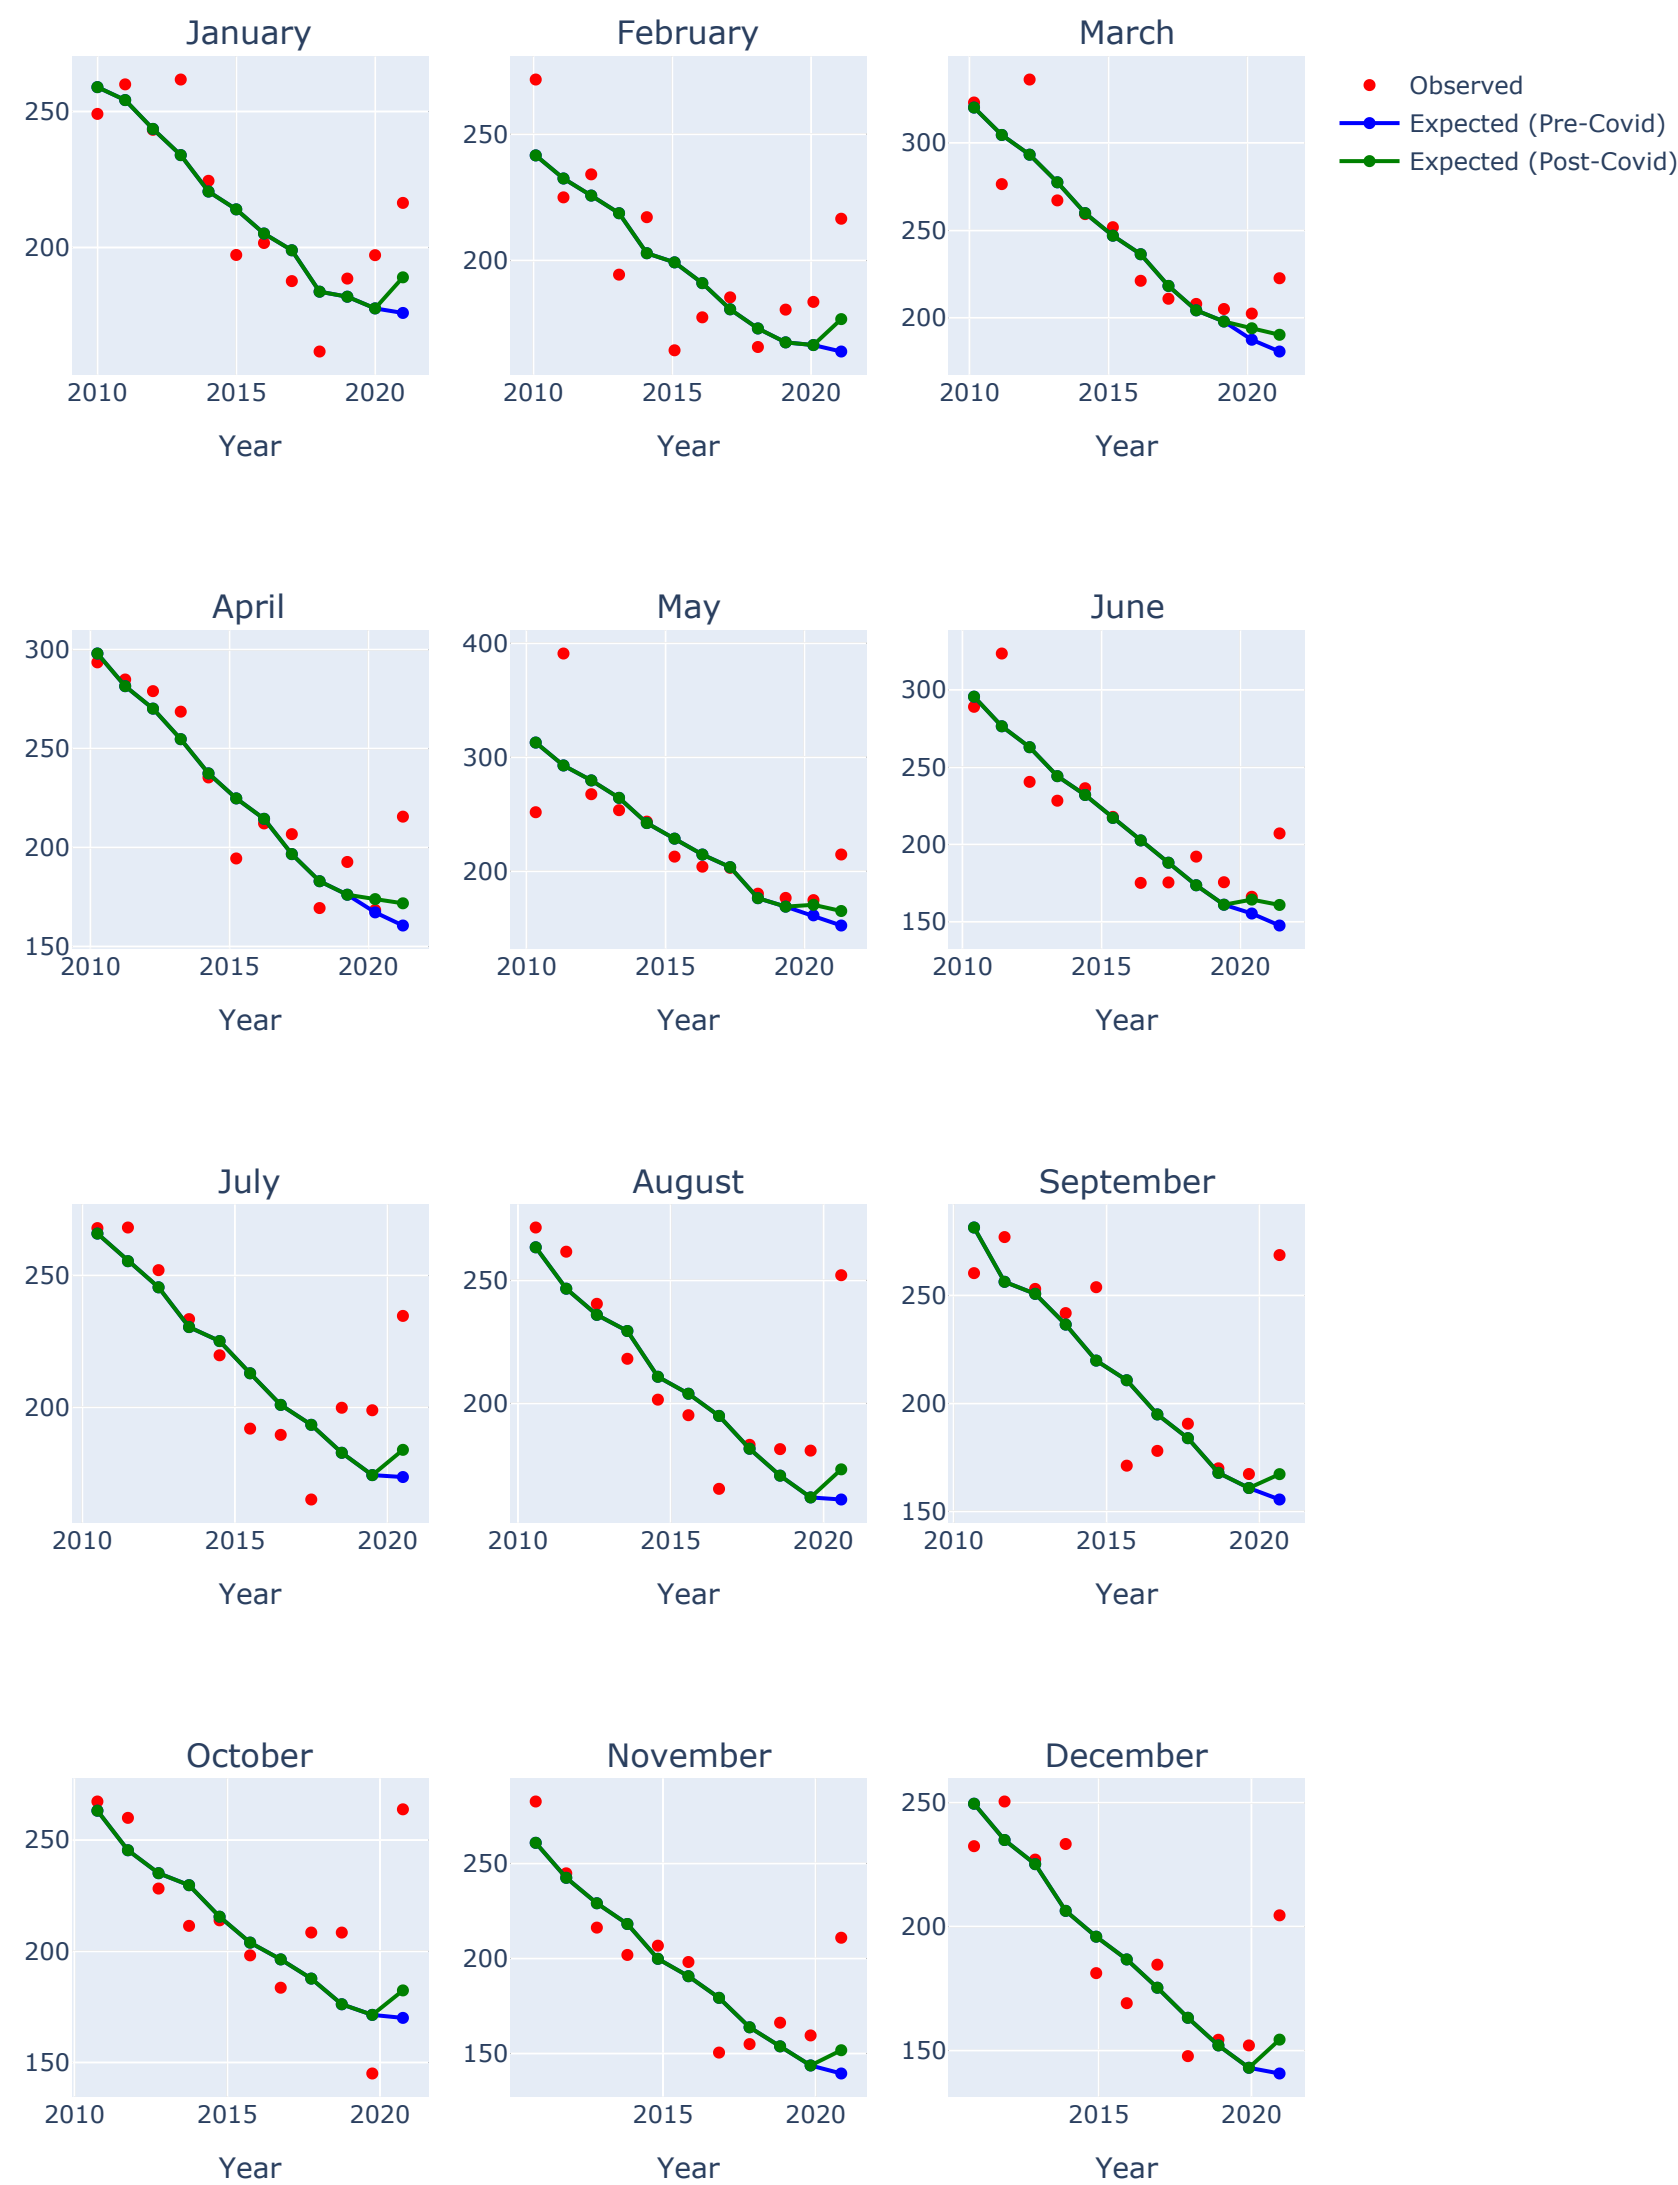 January February March
Observed
Expected (Pre-Covid)
Expected (Post-Covid)
250
200
2010 2015 2020
Year
250
200
2010 2015 2020
Year
300
250
200
2010 2015 2020
Year
April May June
300
250
200
150
2010 2015 2020
Year
400
300
200
2010 2015 2020
Year
300
250
200
150
2010 2015 2020
Year
July August September
250
200
2010 2015 2020
Year
250
200
2010 2015 2020
Year
250
200
150
2010 2015 2020
Year
October November December
250
200
150
2010 2015 2020
Year
250
200
150
2015 2020
Year
250
200
150
2015 2020
Year